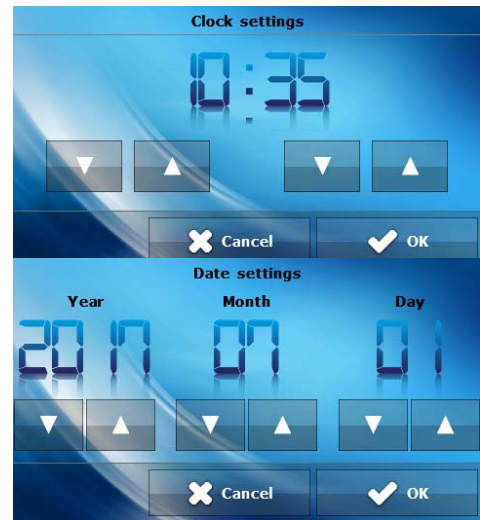 Clock settings
10:35
Cancel OK
Date settings
Year Month Day
2017 07 01
Cancel OK